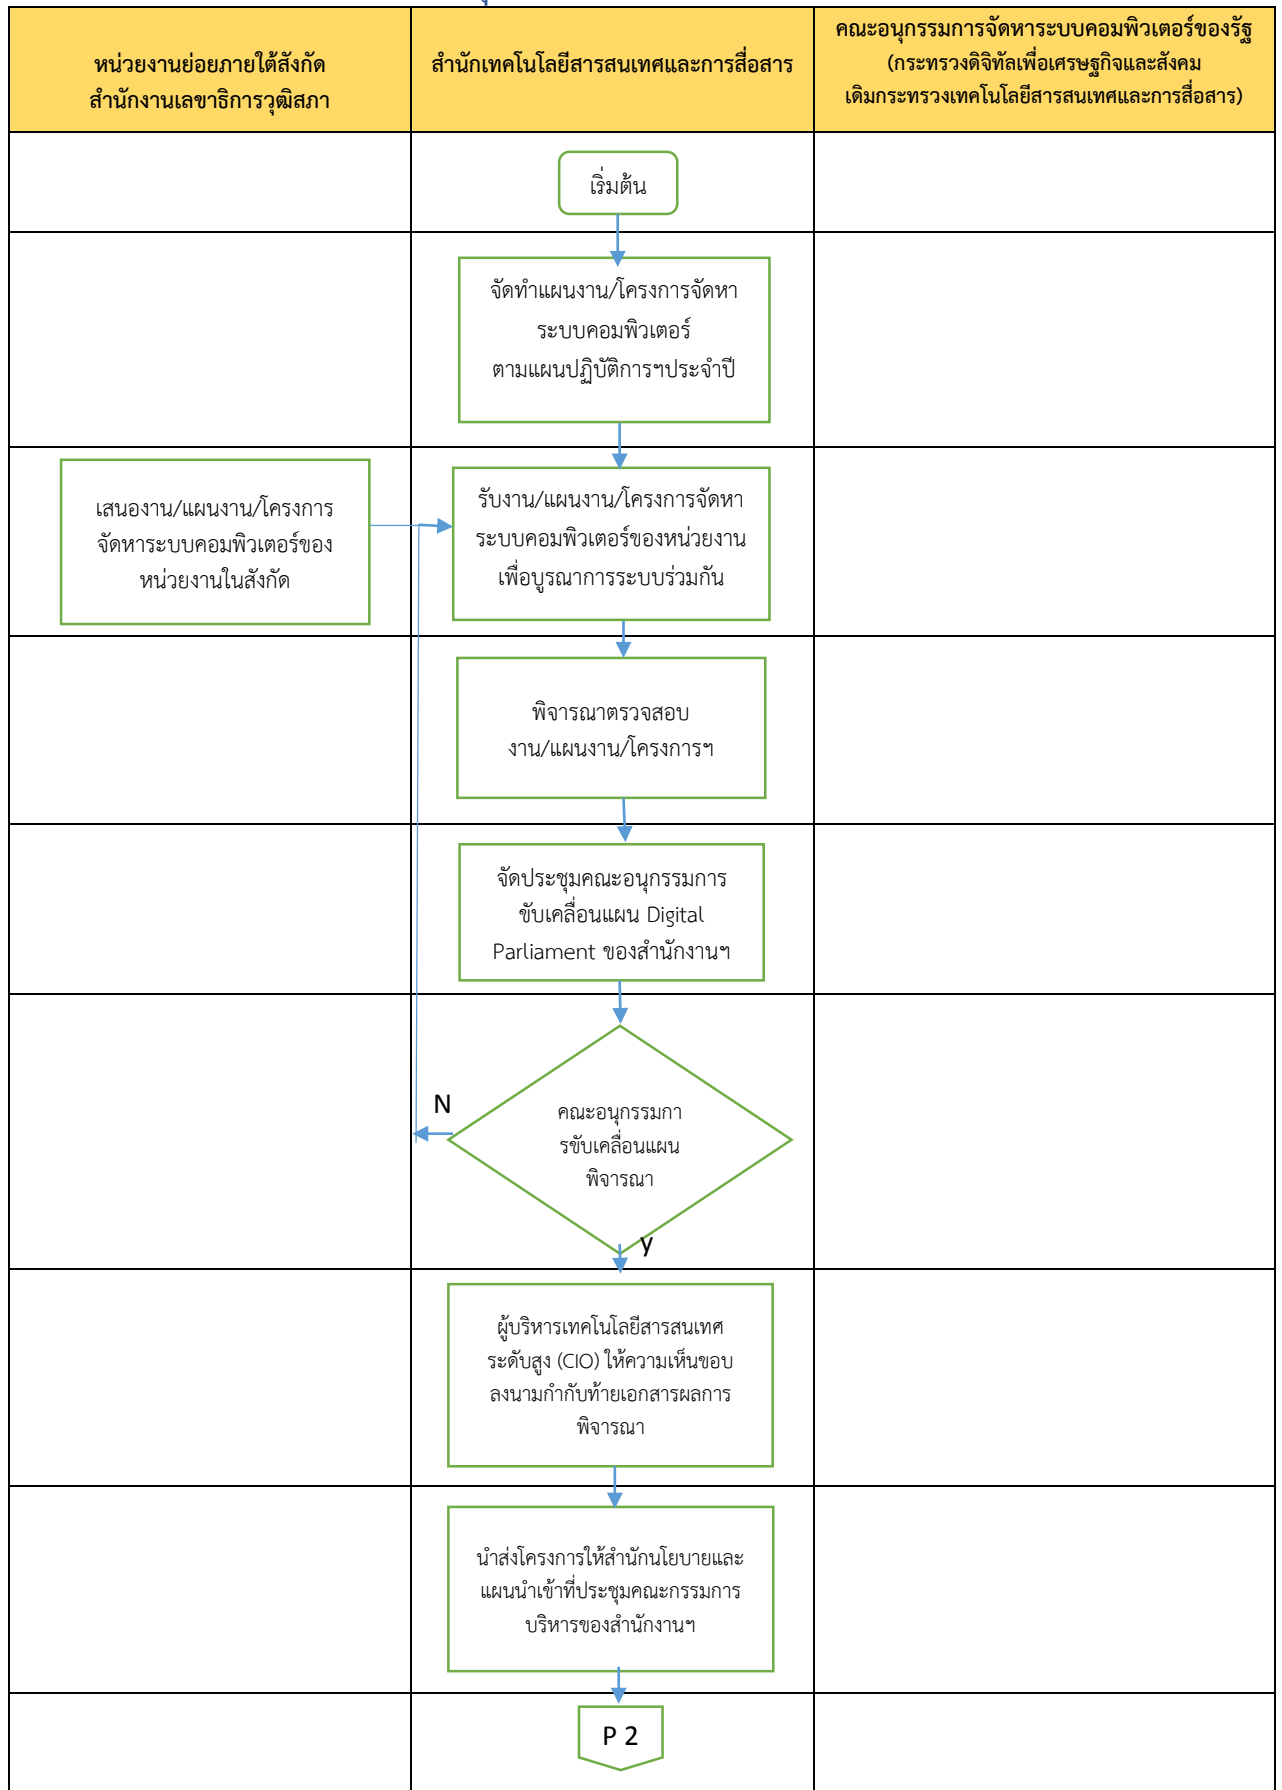 หน่วยงานย่อยภายใต้สังกัด
สำนักงานเลขาธิการวุฒิสภา
สำนักเทคโนโลยีสารสนเทศและการสื่อสาร
คณะอนุกรรมการจัดหาระบบคอมพิวเตอร์ของรัฐ
(กระทรวงดิจิทัลเพื่อเศรษฐกิจและสังคม
เดิมกระทรวงเทคโนโลยีสารสนเทศและการสื่อสาร)
เริ่มต้น
จัดทำแผนงาน/โครงการจัดหา
ระบบคอมพิวเตอร์
ตามแผนปฏิบัติการฯประจำปี
เสนองาน/แผนงาน/โครงการ
จัดหาระบบคอมพิวเตอร์ของ
หน่วยงานในสังกัด
รับงาน/แผนงาน/โครงการจัดหา
ระบบคอมพิวเตอร์ของหน่วยงาน
เพื่อบูรณาการระบบร่วมกัน
พิจารณาตรวจสอบ
งาน/แผนงาน/โครงการฯ
จัดประชุมคณะอนุกรรมการ
ขับเคลื่อนแผน Digital
Parliament ของสำนักงานฯ
N
คณะอนุกรรมกา
รขับเคลื่อนแผน
พิจารณา
y
ผู้บริหารเทคโนโลยีสารสนเทศ
ระดับสูง (CIO) ให้ความเห็นชอบ
ลงนามกำกับท้ายเอกสารผลการ
พิจารณา
นำส่งโครงการให้สำนักนโยบายและ
แผนนำเข้าที่ประชุมคณะกรรมการ
บริหารของสำนักงานฯ
P 2